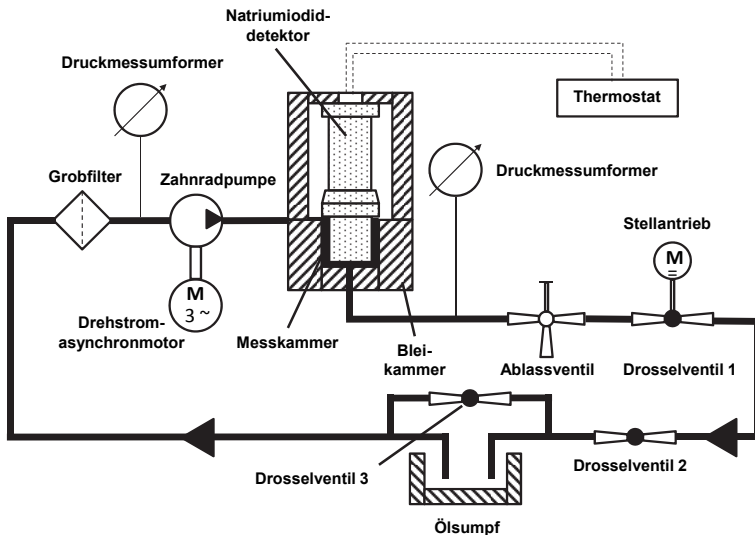 Natriumiodid-
detektor
Druckmessumformer
Thermostat
Grobfilter
Zahnradpumpe
Druckmessumformer
Stellantrieb
M
=
M
3 ~
Drehstrom-
asynchronmotor
Messkammer
Blei-
kammer
Ablassventil
Drosselventil 1
Drosselventil 3
Drosselventil 2
Ölsumpf